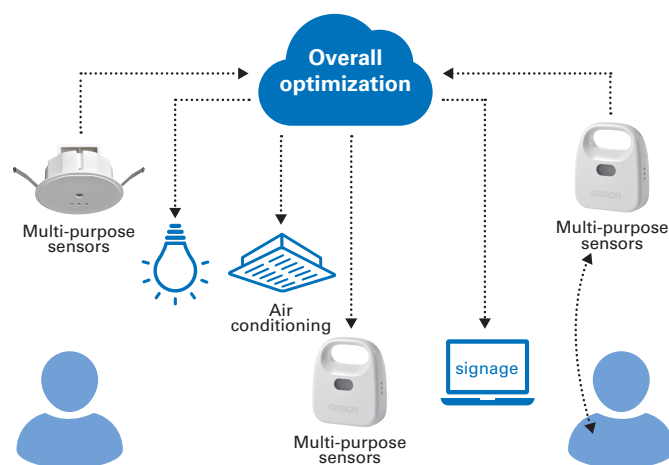 Overall
optimization
Multi-purpose
sensors
OMRON
Multi-purpose
sensors
Air
conditioning
signage
OMRON
Multi-purpose
sensors